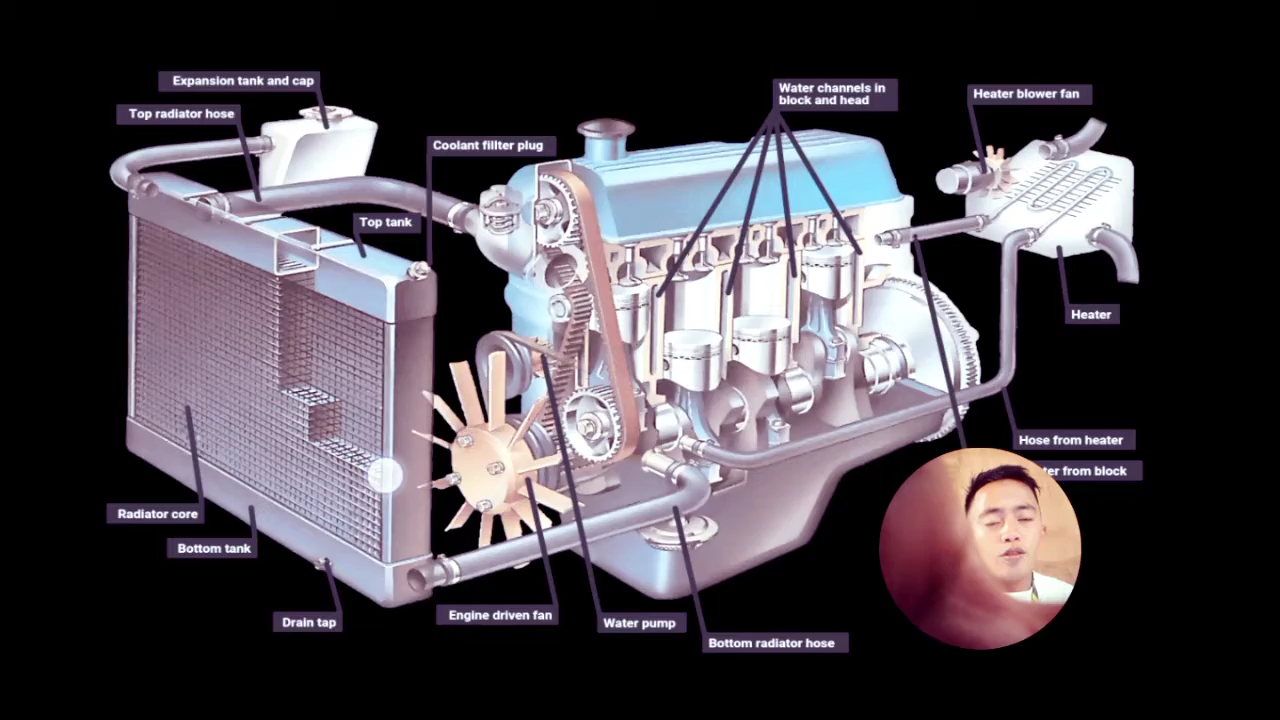 Expansion tank and cap
Top radiator hose
Coolant fillter plug
Top tank
Water channels in
block and head
Heater blower fan
Heater
Hose from heater
from block
Radiator core
Bottom tank
Drain tap
Engine driven fan
Water pump
Bottom radiator hose